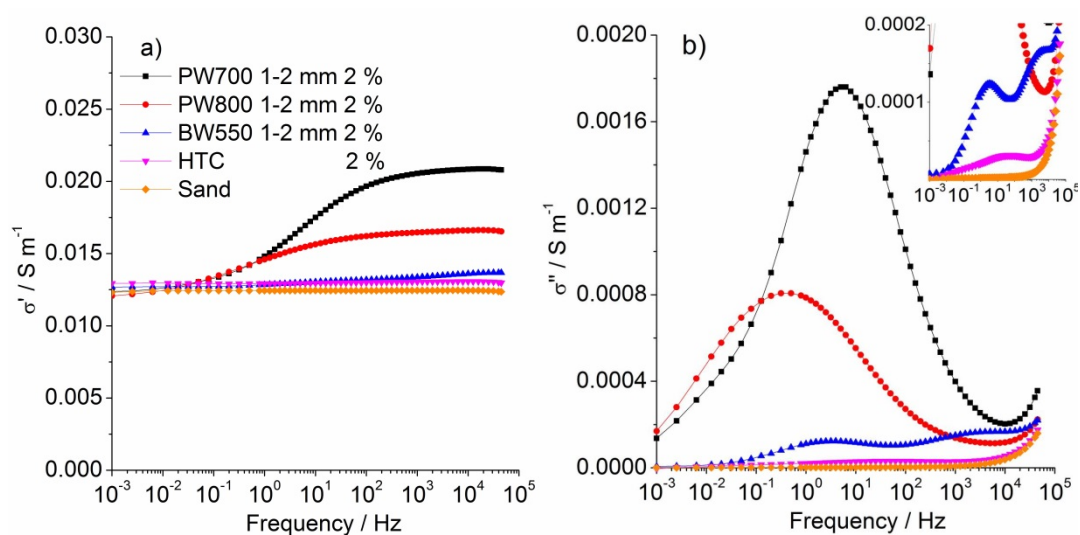 a)
PW700 1-2 mm 2 %
PW800 1-2 mm 2 %
BW550 1-2 mm 2 %
HTC 2 %
Sand
0.030
0.025
0.020
0.015
0.010
0.005
0.000
σ' / S m⁻¹
10⁻³ 10⁻² 10⁻¹ 10⁰ 10¹ 10² 10³ 10⁴ 10⁵
Frequency / Hz
b)
0.0020
0.0016
0.0012
0.0008
0.0004
0.0000
σ" / S m⁻¹
10⁻³ 10⁻² 10⁻¹ 10⁰ 10¹ 10² 10³ 10⁴ 10⁵
Frequency / Hz
0.0002
0.0001
10⁻³ 10⁻¹ 10¹ 10³ 10⁵